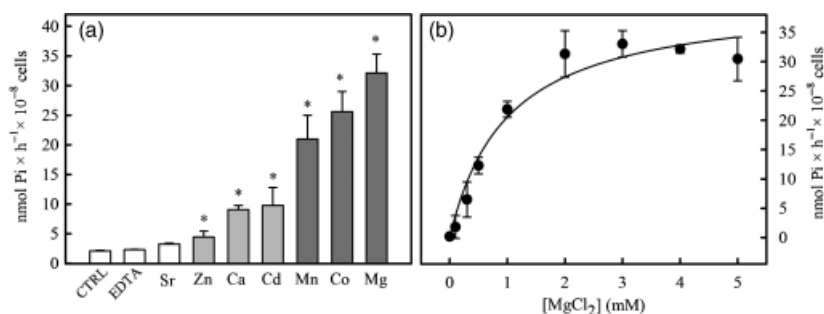 (a)
nmol Pi × h⁻¹ × 10⁻⁸ cells
40
35
30
25
20
15
10
5
0
* * * * * *
CTRL EDTA Sr Zn Ca Cd Mn Co Mg
(b)
35
30
25
20
15
10
5
0
nmol Pi × h⁻¹ × 10⁻⁸ cells
0 1 2 3 4 5
[MgCl₂] (mM)